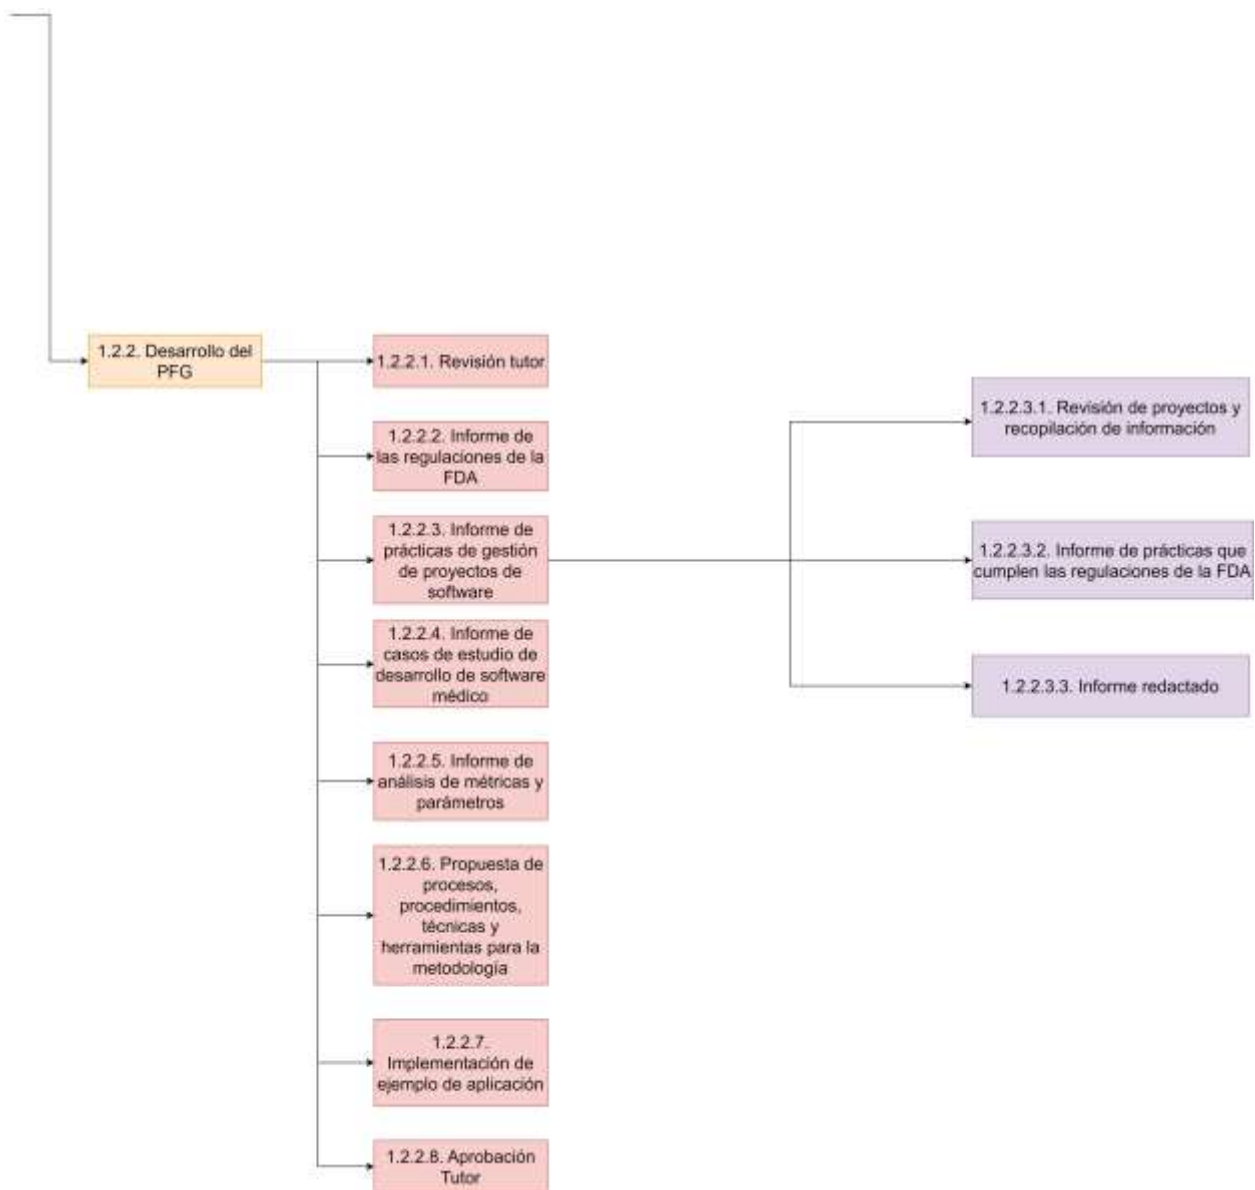 1.2.2. Desarrollo del
PFG
1.2.2.1. Revisión tutor
1.2.2.2. Informe de
las regulaciones de la
FDA
1.2.2.3. Informe de
prácticas de gestión
de proyectos de
software
1.2.2.4. Informe de
casos de estudio de
desarrollo de software
médico
1.2.2.5. Informe de
análisis de métricas y
parámetros
1.2.2.6. Propuesta de
procesos,
procedimientos,
técnicas y
herramientas para la
metodología
1.2.2.7.
Implementación de
ejemplo de aplicación
1.2.2.8. Aprobación
Tutor
1.2.2.3.1. Revisión de proyectos y
recopilación de información
1.2.2.3.2. Informe de prácticas que
cumplen las regulaciones de la FDA
1.2.2.3.3. Informe redactado